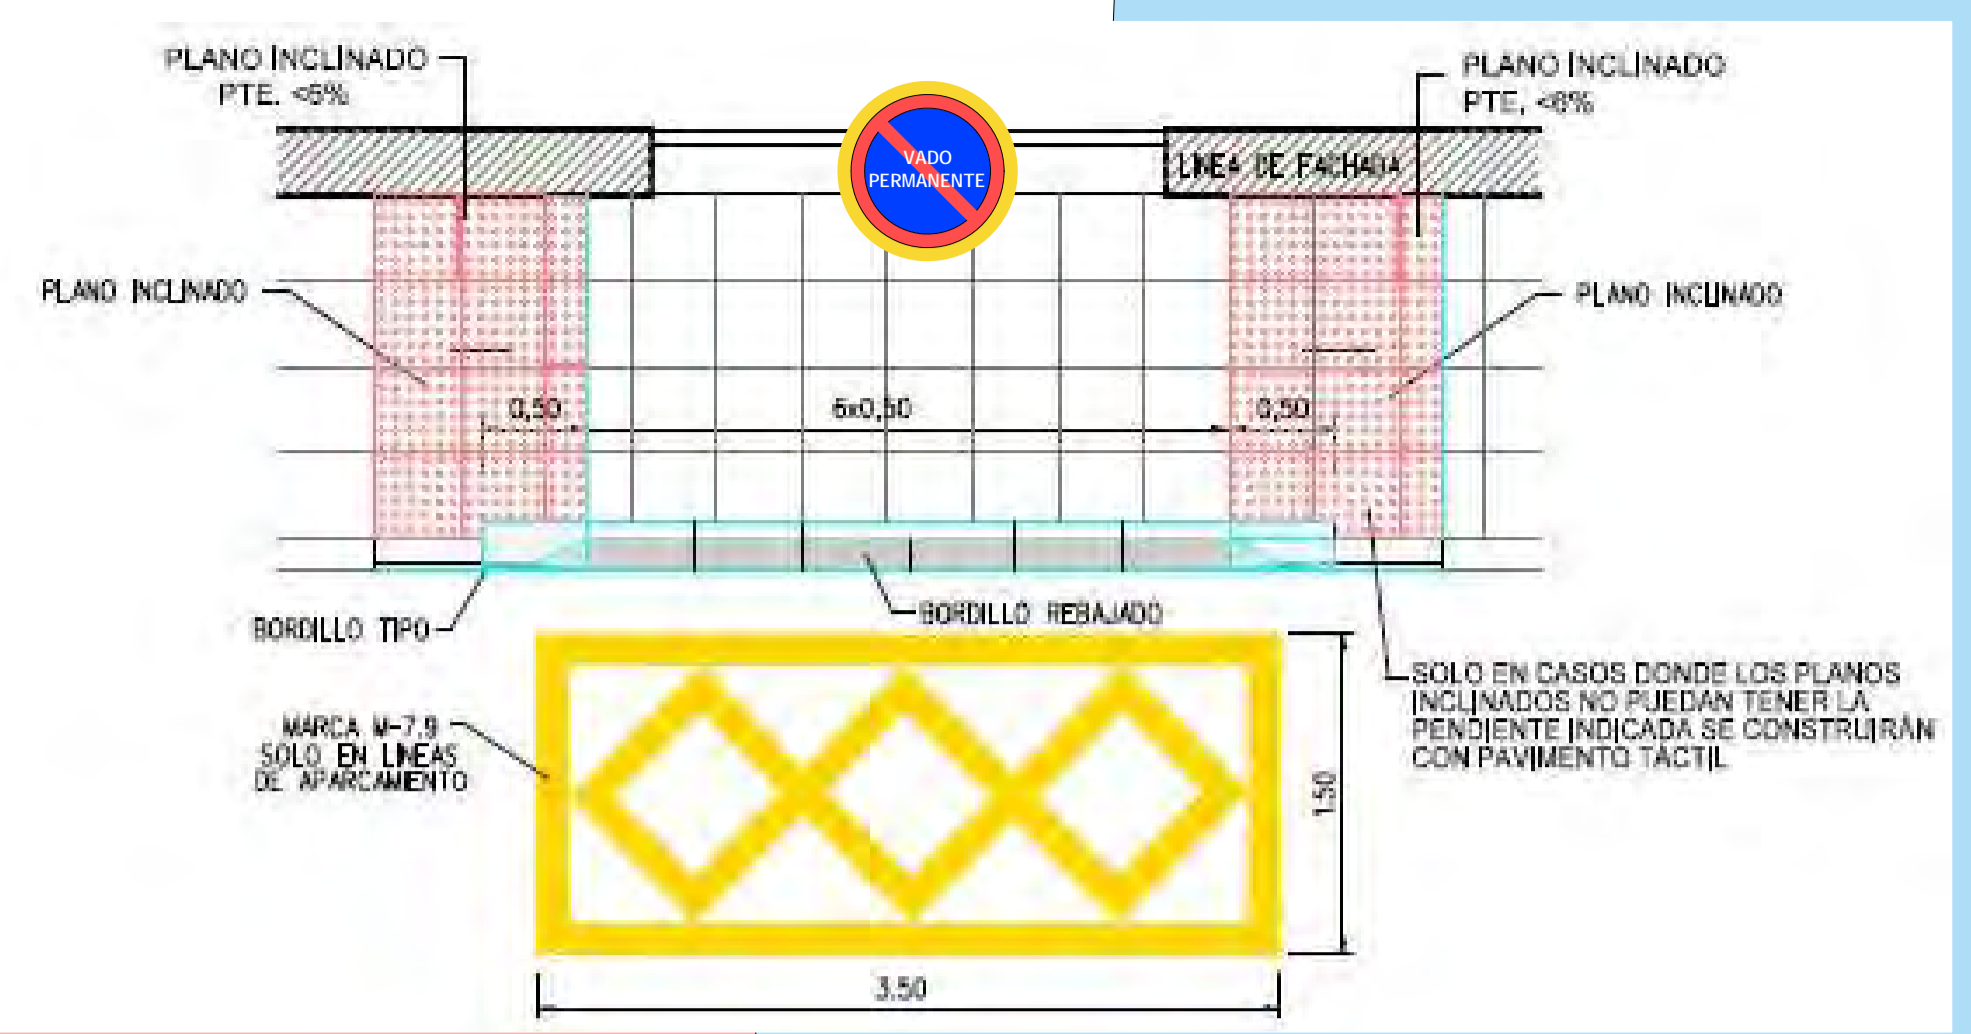 PLANO INCLINADO
PTE. <6%
PLANO INCLINADO
PTE. <6%
VADO
PERMANENTE
LINEA DE FACHADA
PLANO INCLINADO
PLANO INCLINADO
0,50
6x0,50
0,50
BORDILLO TIPO
BORDILLO REBAJADO
MARCA M-7.9
SOLO EN LINEAS
DE APARCAMIENTO
SOLO EN CASOS DONDE LOS PLANOS
INCLINADOS NO PUEDAN TENER LA
PENDIENTE INDICADA SE CONSTRUIRÁN
CON PAVIMENTO TÁCTIL
1.50
3.50